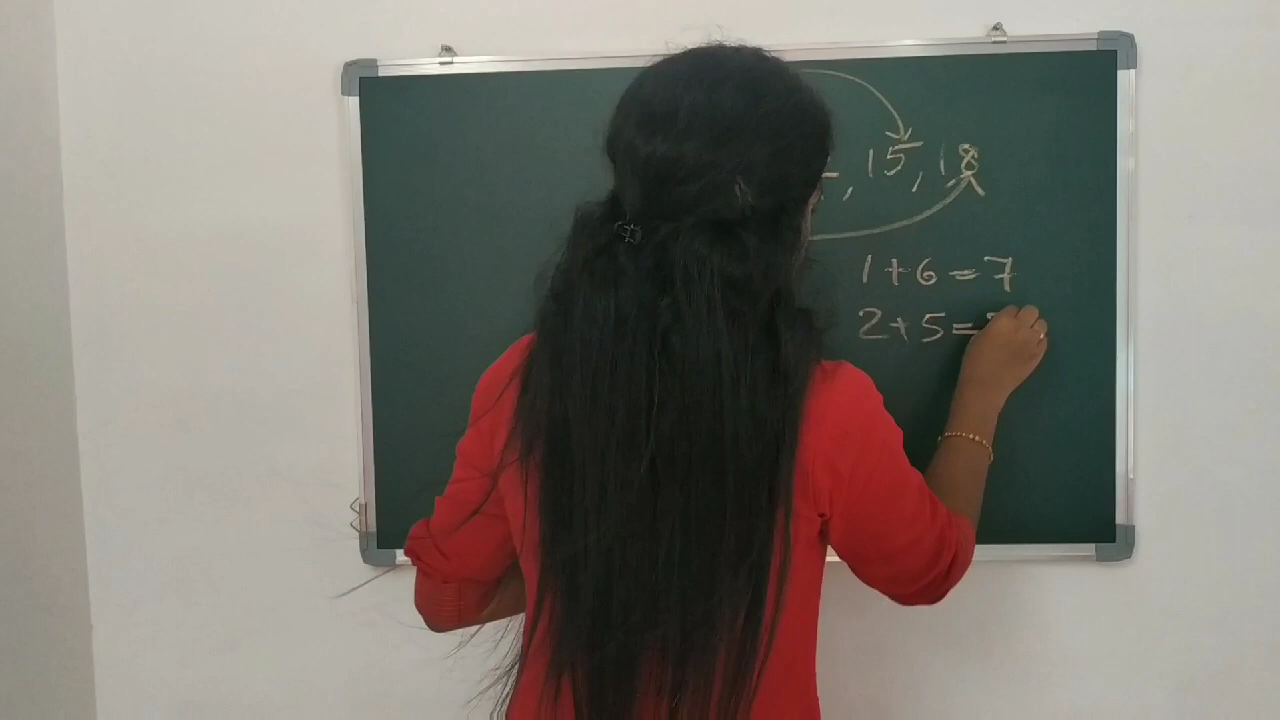 , 15, 18
1+6=7
2+5=